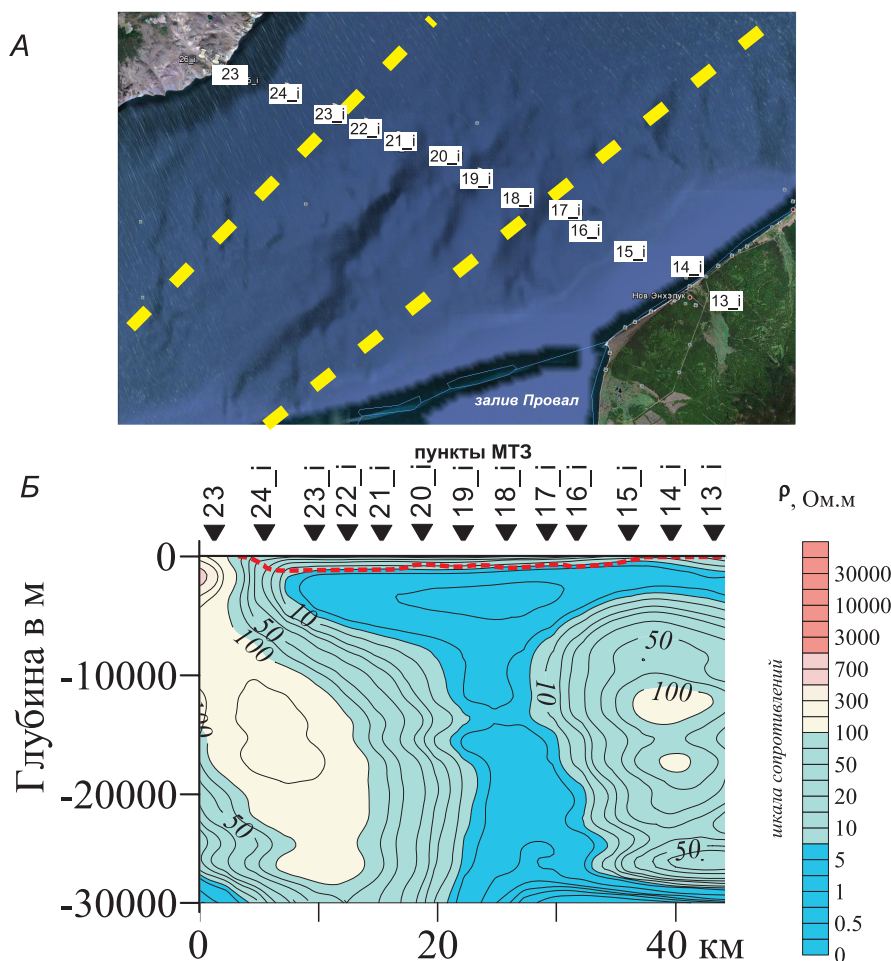 А
23
24_i
23_i
22_i
21_i
20_i
19_i
18_i
17_i
16_i
15_i
14_i
Нов. Энхэлук
13_i
залив Провал
Б
пункты МТЗ
23
24_i
23_i
22_i
21_i
20_i
19_i
18_i
17_i
16_i
15_i
14_i
13_i
ρ, Ом.м
0
-10000
-20000
-30000
Глубина в м
10
50
100
100
50
10
50
100
50
0
20
40 км
шкала сопротивлений
30000
10000
3000
700
300
100
50
20
10
5
1
0.5
0